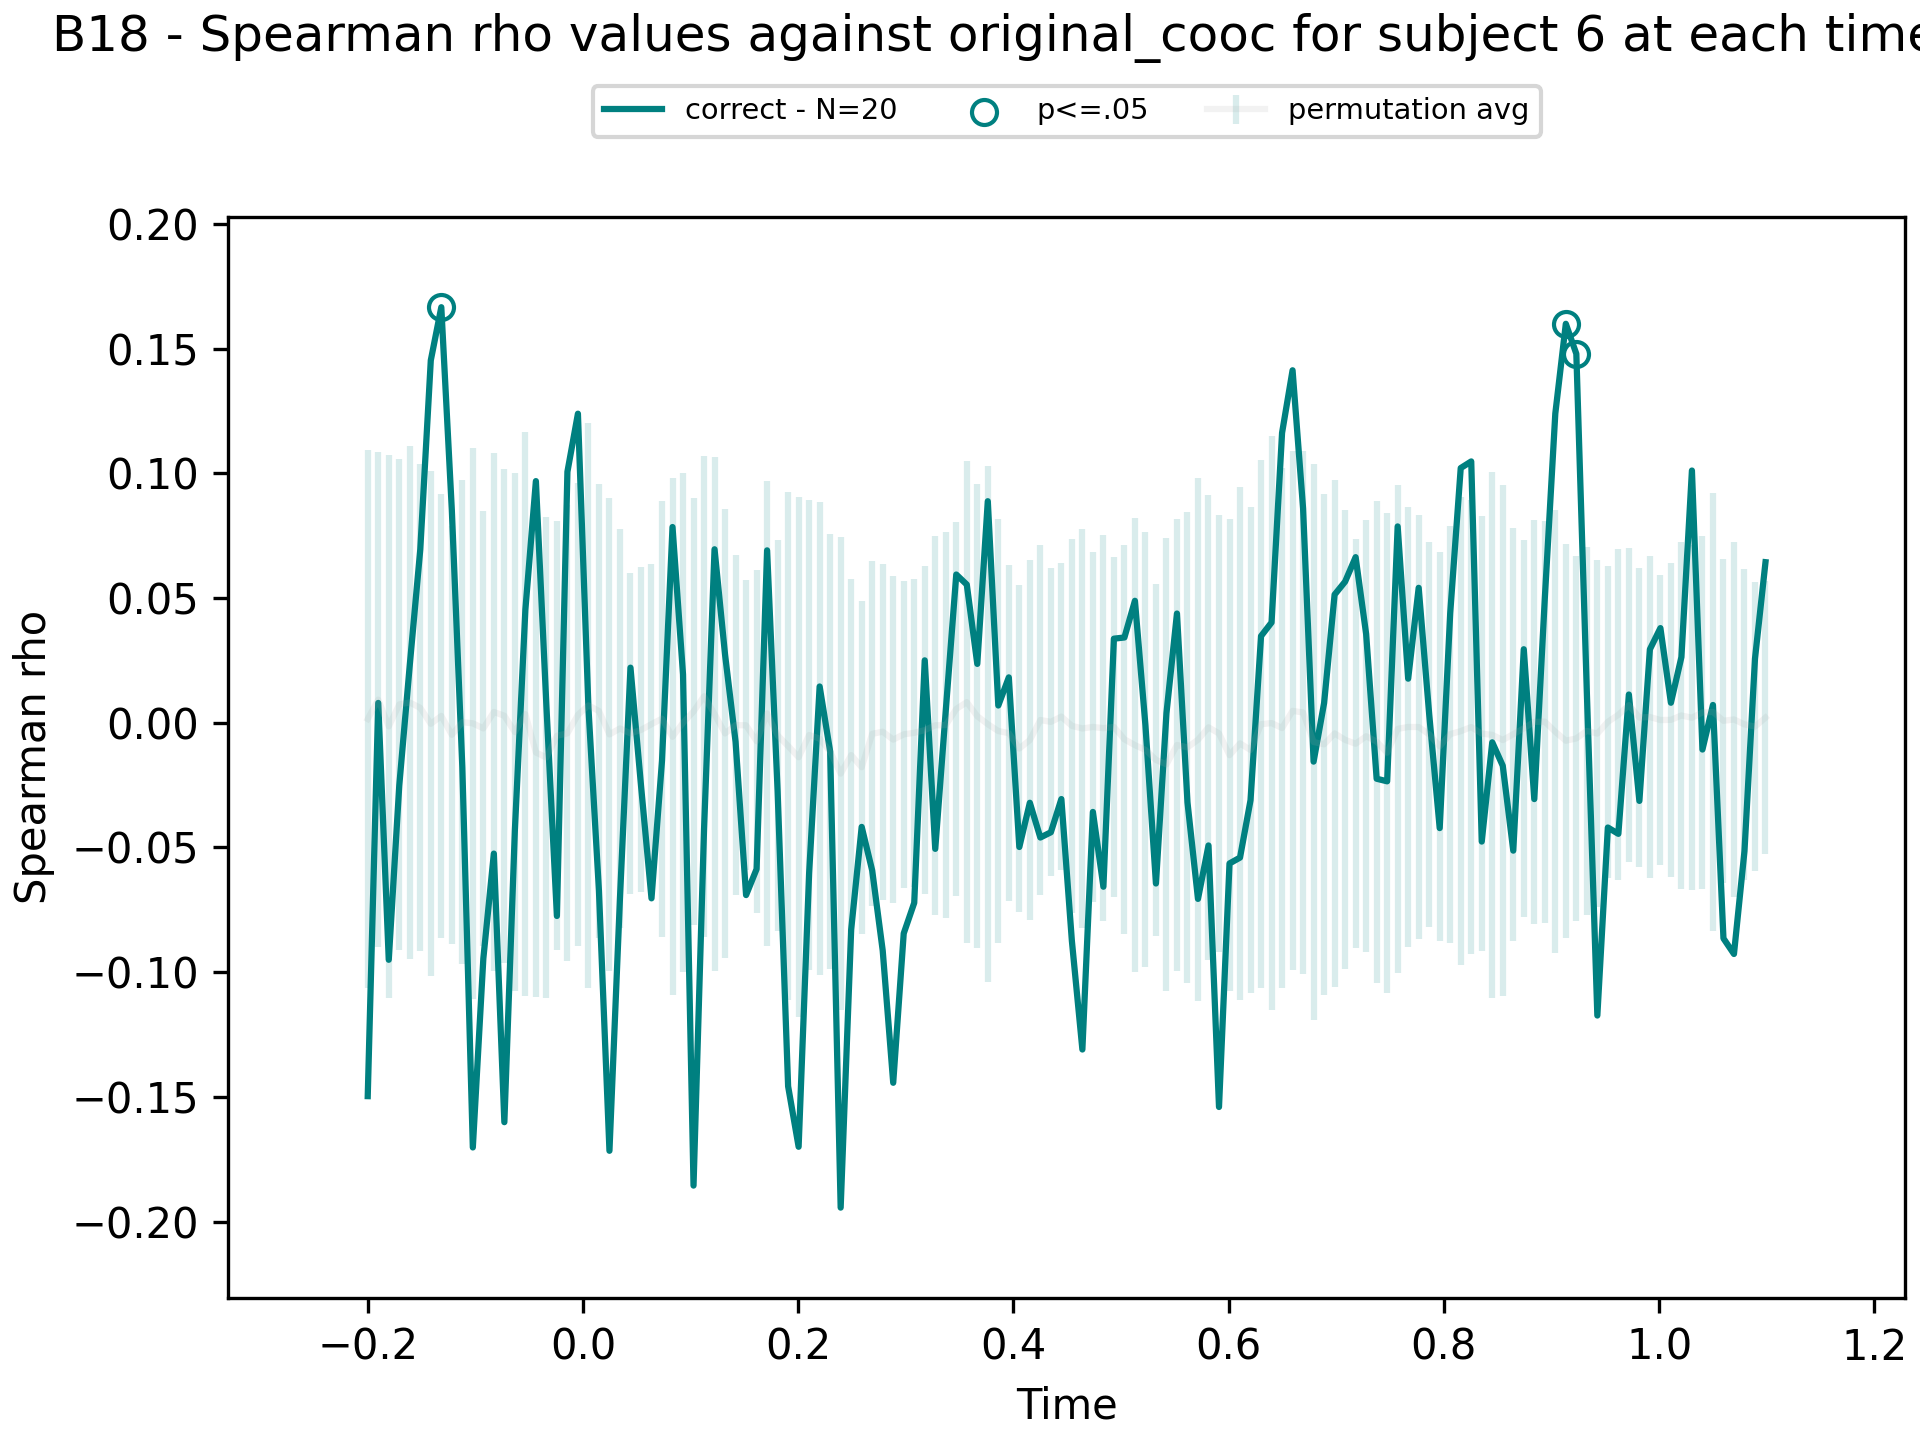 B18 - Spearman rho values against original_cooc for subject 6 at each time
correct - N=20 p<=.05 permutation avg
0.20
0.15
0.10
0.05
0.00
−0.05
−0.10
−0.15
−0.20
Spearman rho
−0.2 0.0 0.2 0.4 0.6 0.8 1.0 1.2
Time